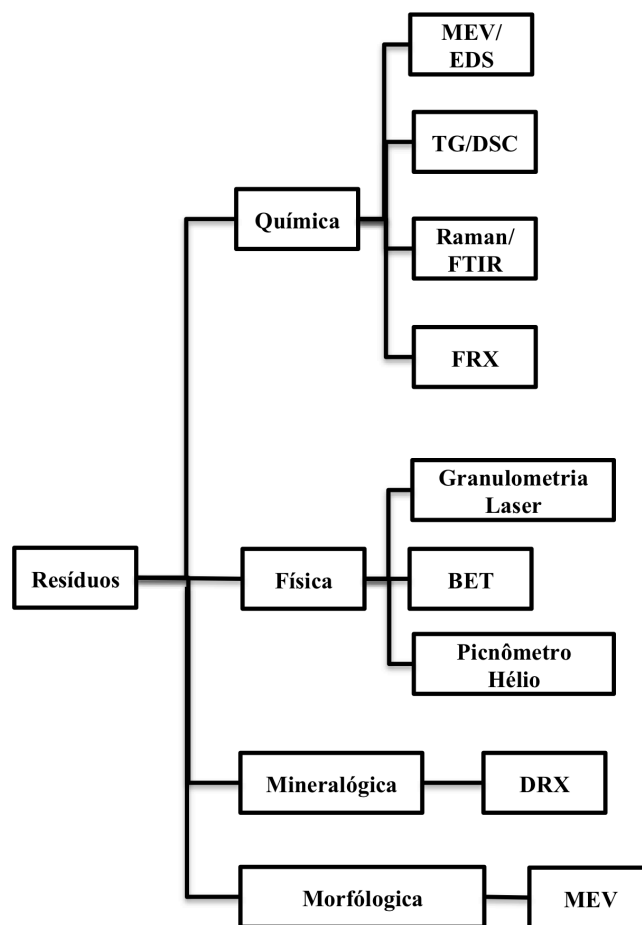 MEV/
EDS
TG/DSC
Química
Raman/
FTIR
FRX
Granulometria
Laser
Resíduos
Física
BET
Picnômetro
Hélio
Mineralógica
DRX
Morfólogica
MEV